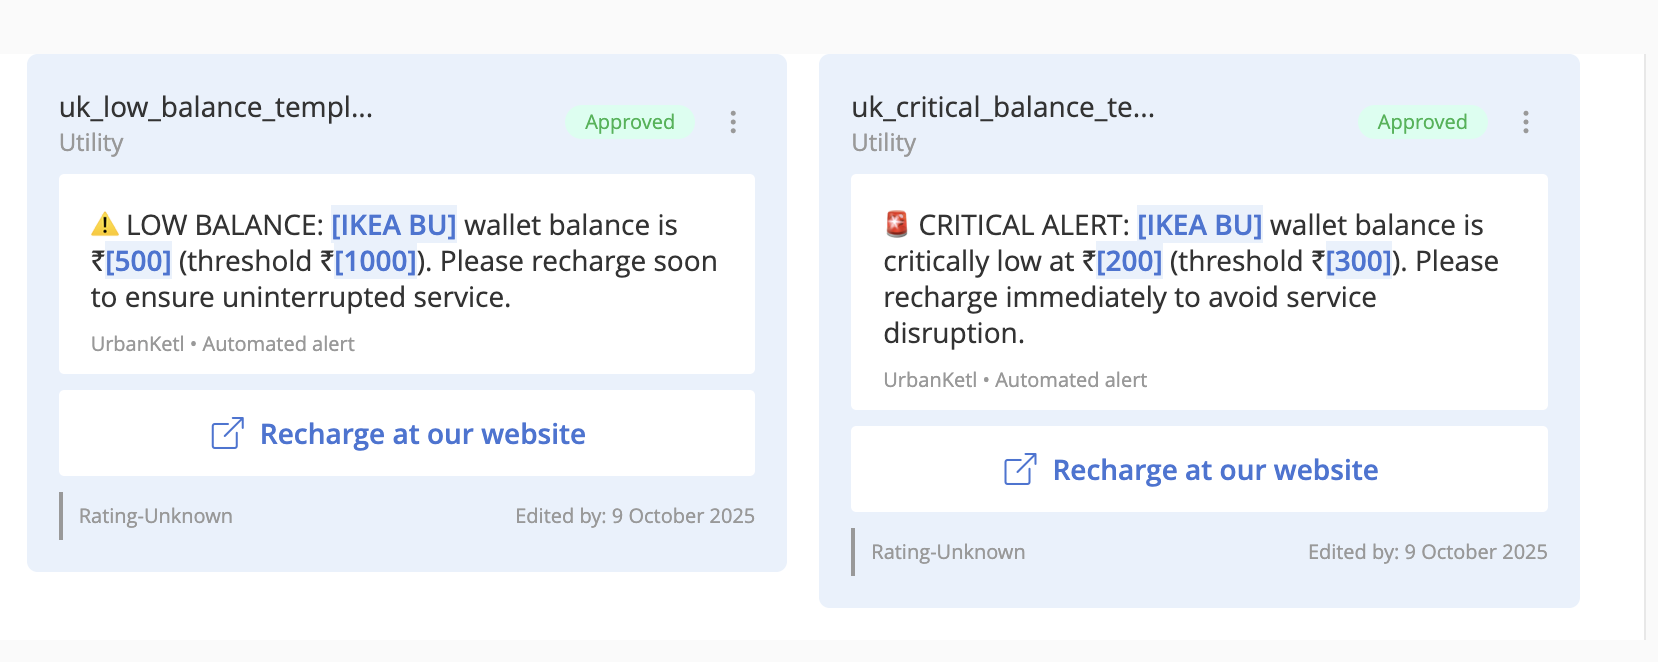 uk_low_balance_templ...
Approved
Utility
⚠️ LOW BALANCE: [IKEA BU] wallet balance is
₹[500] (threshold ₹[1000]). Please recharge soon
to ensure uninterrupted service.
UrbanKetl • Automated alert
Recharge at our website
Rating-Unknown
Edited by: 9 October 2025
uk_critical_balance_te...
Approved
Utility
🚨 CRITICAL ALERT: [IKEA BU] wallet balance is
critically low at ₹[200] (threshold ₹[300]). Please
recharge immediately to avoid service
disruption.
UrbanKetl • Automated alert
Recharge at our website
Rating-Unknown
Edited by: 9 October 2025